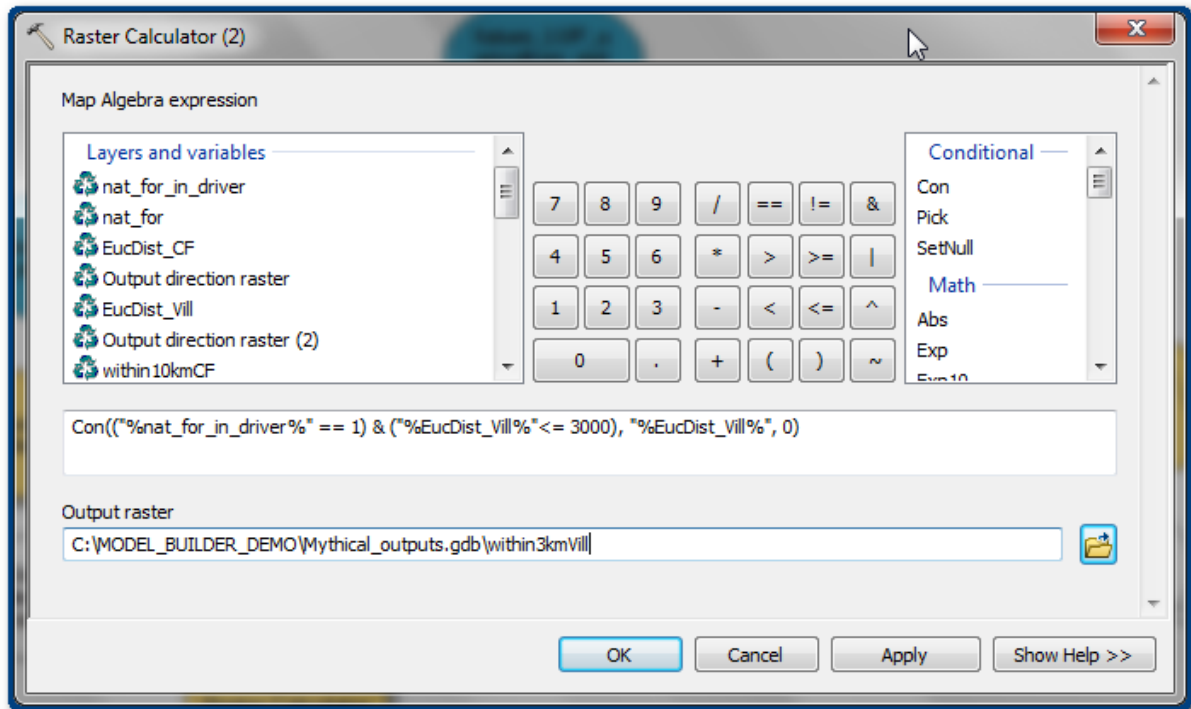 Raster Calculator (2)
Map Algebra expression
Layers and variables
nat_for_in_driver
nat_for
EucDist_CF
Output direction raster
EucDist_Vill
Output direction raster (2)
within10kmCF
7 8 9 / == != &
4 5 6 * > >= |
1 2 3 - < <= ^
0 . + ( ) ~
Conditional
Con
Pick
SetNull
Math
Abs
Exp
Exp10
Con(("%nat_for_in_driver%" == 1) & ("%EucDist_Vill%"<= 3000), "%EucDist_Vill%", 0)
Output raster
C:\MODEL_BUILDER_DEMO\Mythical_outputs.gdb\within3kmVill
OK Cancel Apply Show Help >>